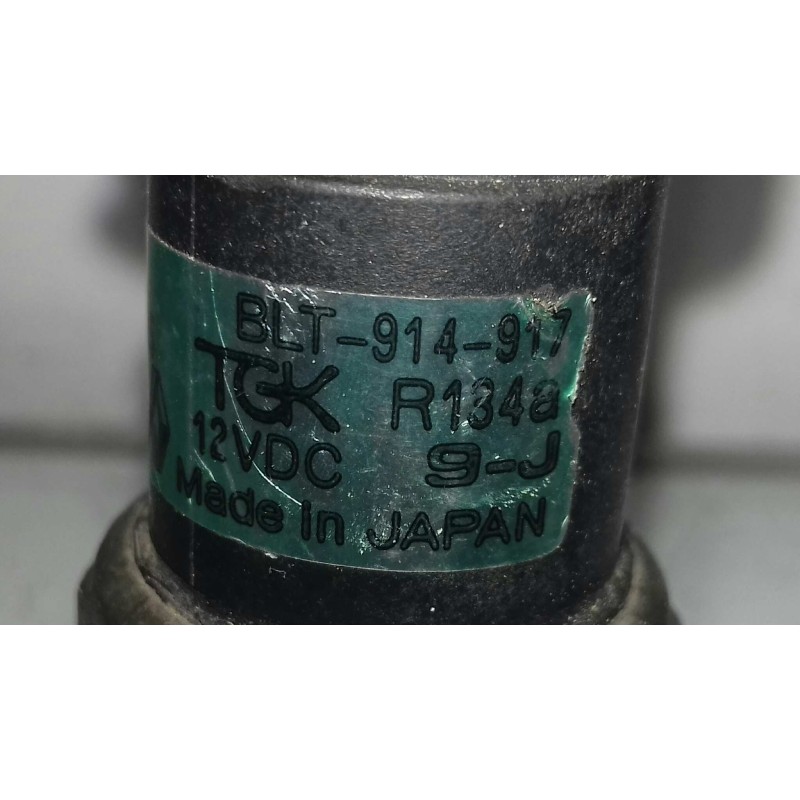 BLT-914-917
TGK R134a
12VDC 9-J
Made in JAPAN